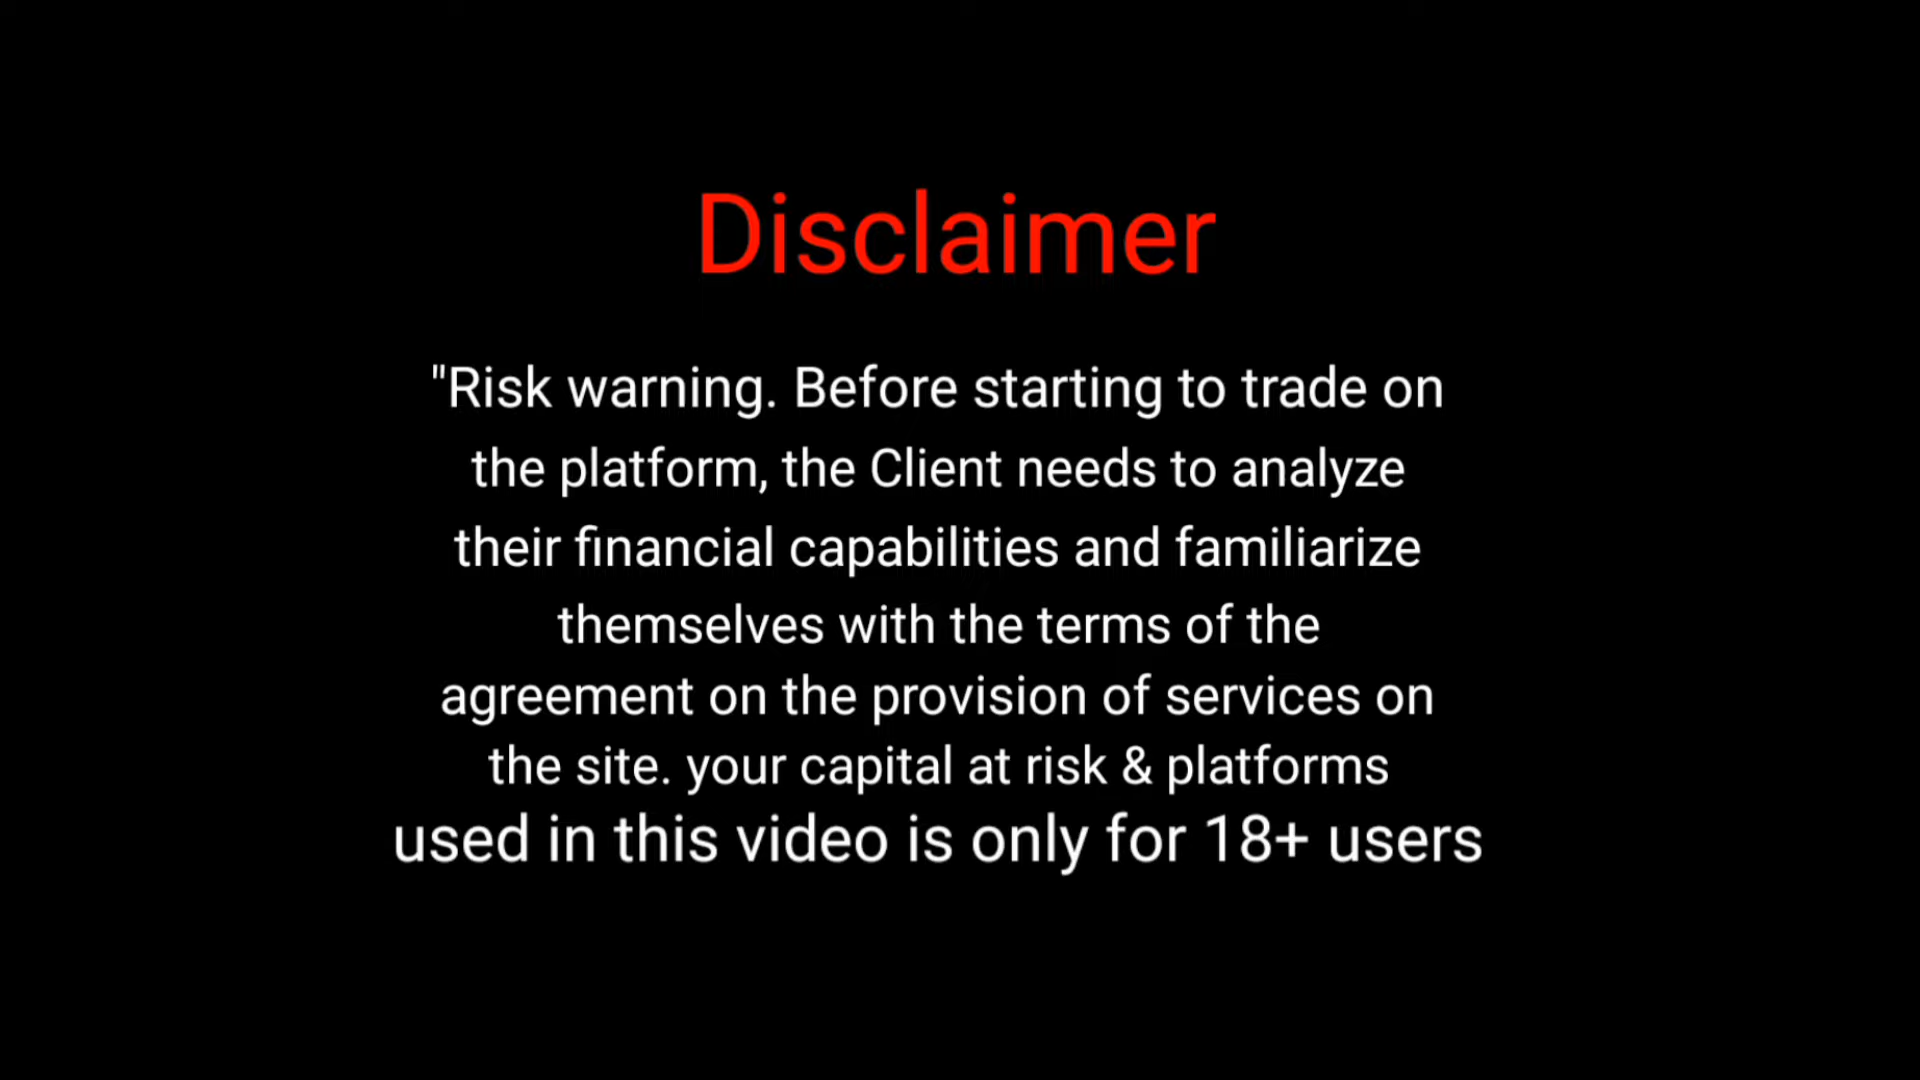 Disclaimer
"Risk warning. Before starting to trade on
the platform, the Client needs to analyze
their financial capabilities and familiarize
themselves with the terms of the
agreement on the provision of services on
the site. your capital at risk & platforms
used in this video is only for 18+ users